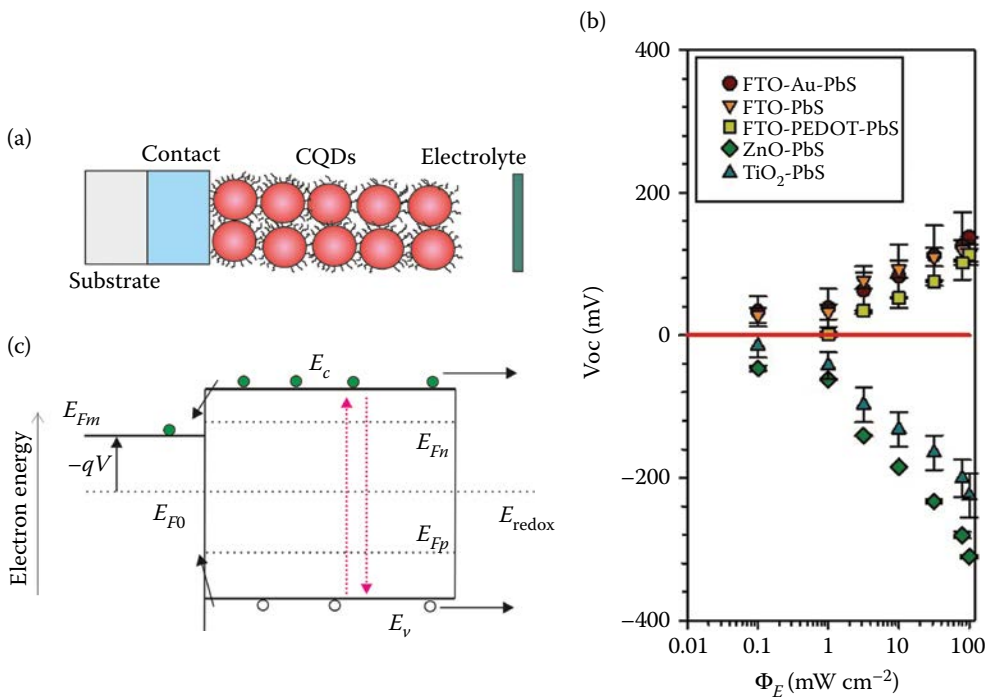 (a)
Contact
CQDs
Electrolyte
Substrate
(b)
400
200
0
−200
−400
Voc (mV)
FTO-Au-PbS
FTO-PbS
FTO-PEDOT-PbS
ZnO-PbS
TiO₂-PbS
0.01
0.1
1
10
100
Φ_E (mW cm⁻²)
(c)
Electron energy
E_Fm
−qV
E_F0
E_c
E_Fn
E_Fp
E_v
E_redox